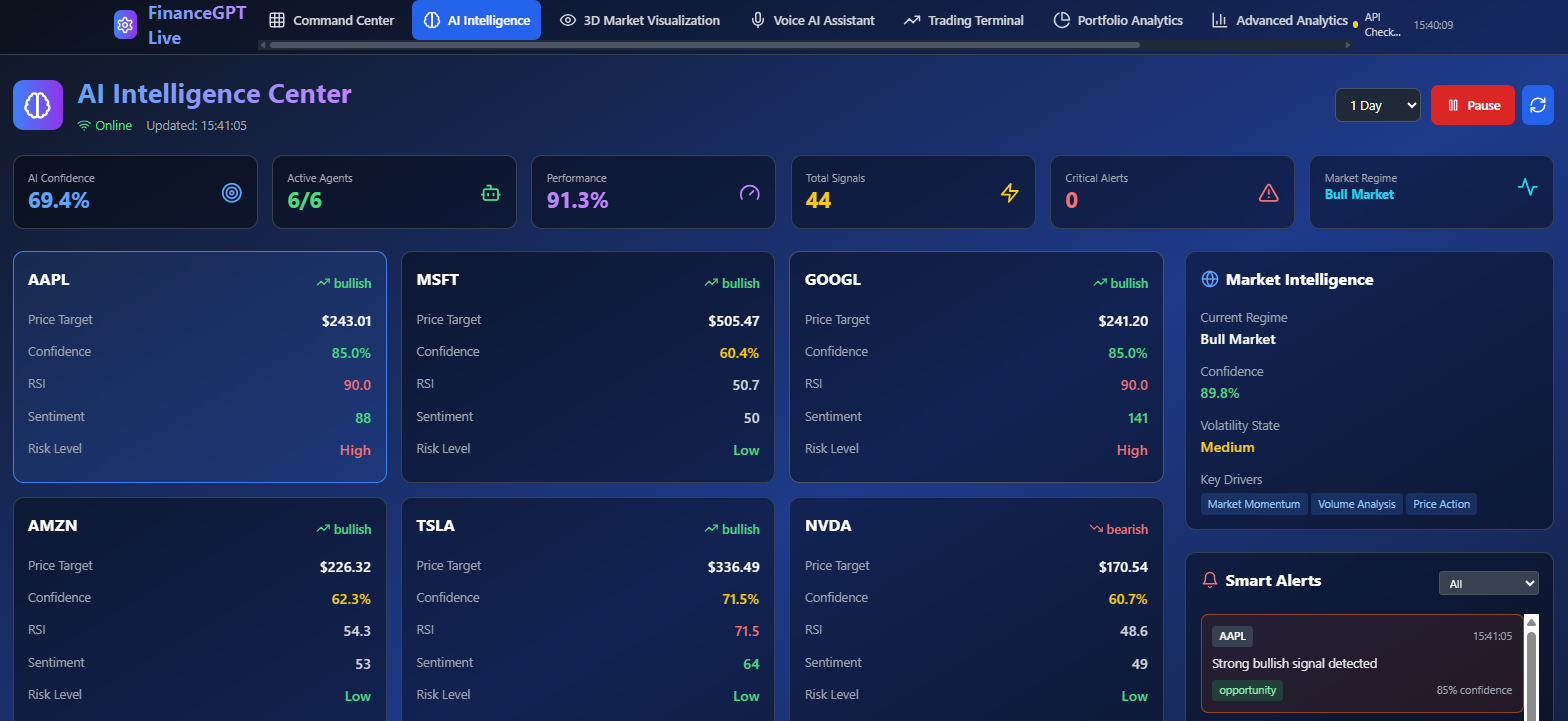 FinanceGPT
Live
Command Center
AI Intelligence
3D Market Visualization
Voice AI Assistant
Trading Terminal
Portfolio Analytics
Advanced Analytics
API
Check...
15:40:09
AI Intelligence Center
Online
Updated: 15:41:05
1 Day
Pause
AI Confidence
69.4%
Active Agents
6/6
Performance
91.3%
Total Signals
44
Critical Alerts
0
Market Regime
Bull Market
AAPL
bullish
Price Target
$243.01
Confidence
85.0%
RSI
90.0
Sentiment
88
Risk Level
High
MSFT
bullish
Price Target
$505.47
Confidence
60.4%
RSI
50.7
Sentiment
50
Risk Level
Low
GOOGL
bullish
Price Target
$241.20
Confidence
85.0%
RSI
90.0
Sentiment
141
Risk Level
High
AMZN
bullish
Price Target
$226.32
Confidence
62.3%
RSI
54.3
Sentiment
53
Risk Level
Low
TSLA
bullish
Price Target
$336.49
Confidence
71.5%
RSI
71.5
Sentiment
64
Risk Level
Low
NVDA
bearish
Price Target
$170.54
Confidence
60.7%
RSI
48.6
Sentiment
49
Risk Level
Low
Market Intelligence
Current Regime
Bull Market
Confidence
89.8%
Volatility State
Medium
Key Drivers
Market Momentum
Volume Analysis
Price Action
Smart Alerts
All
AAPL
15:41:05
Strong bullish signal detected
opportunity
85% confidence